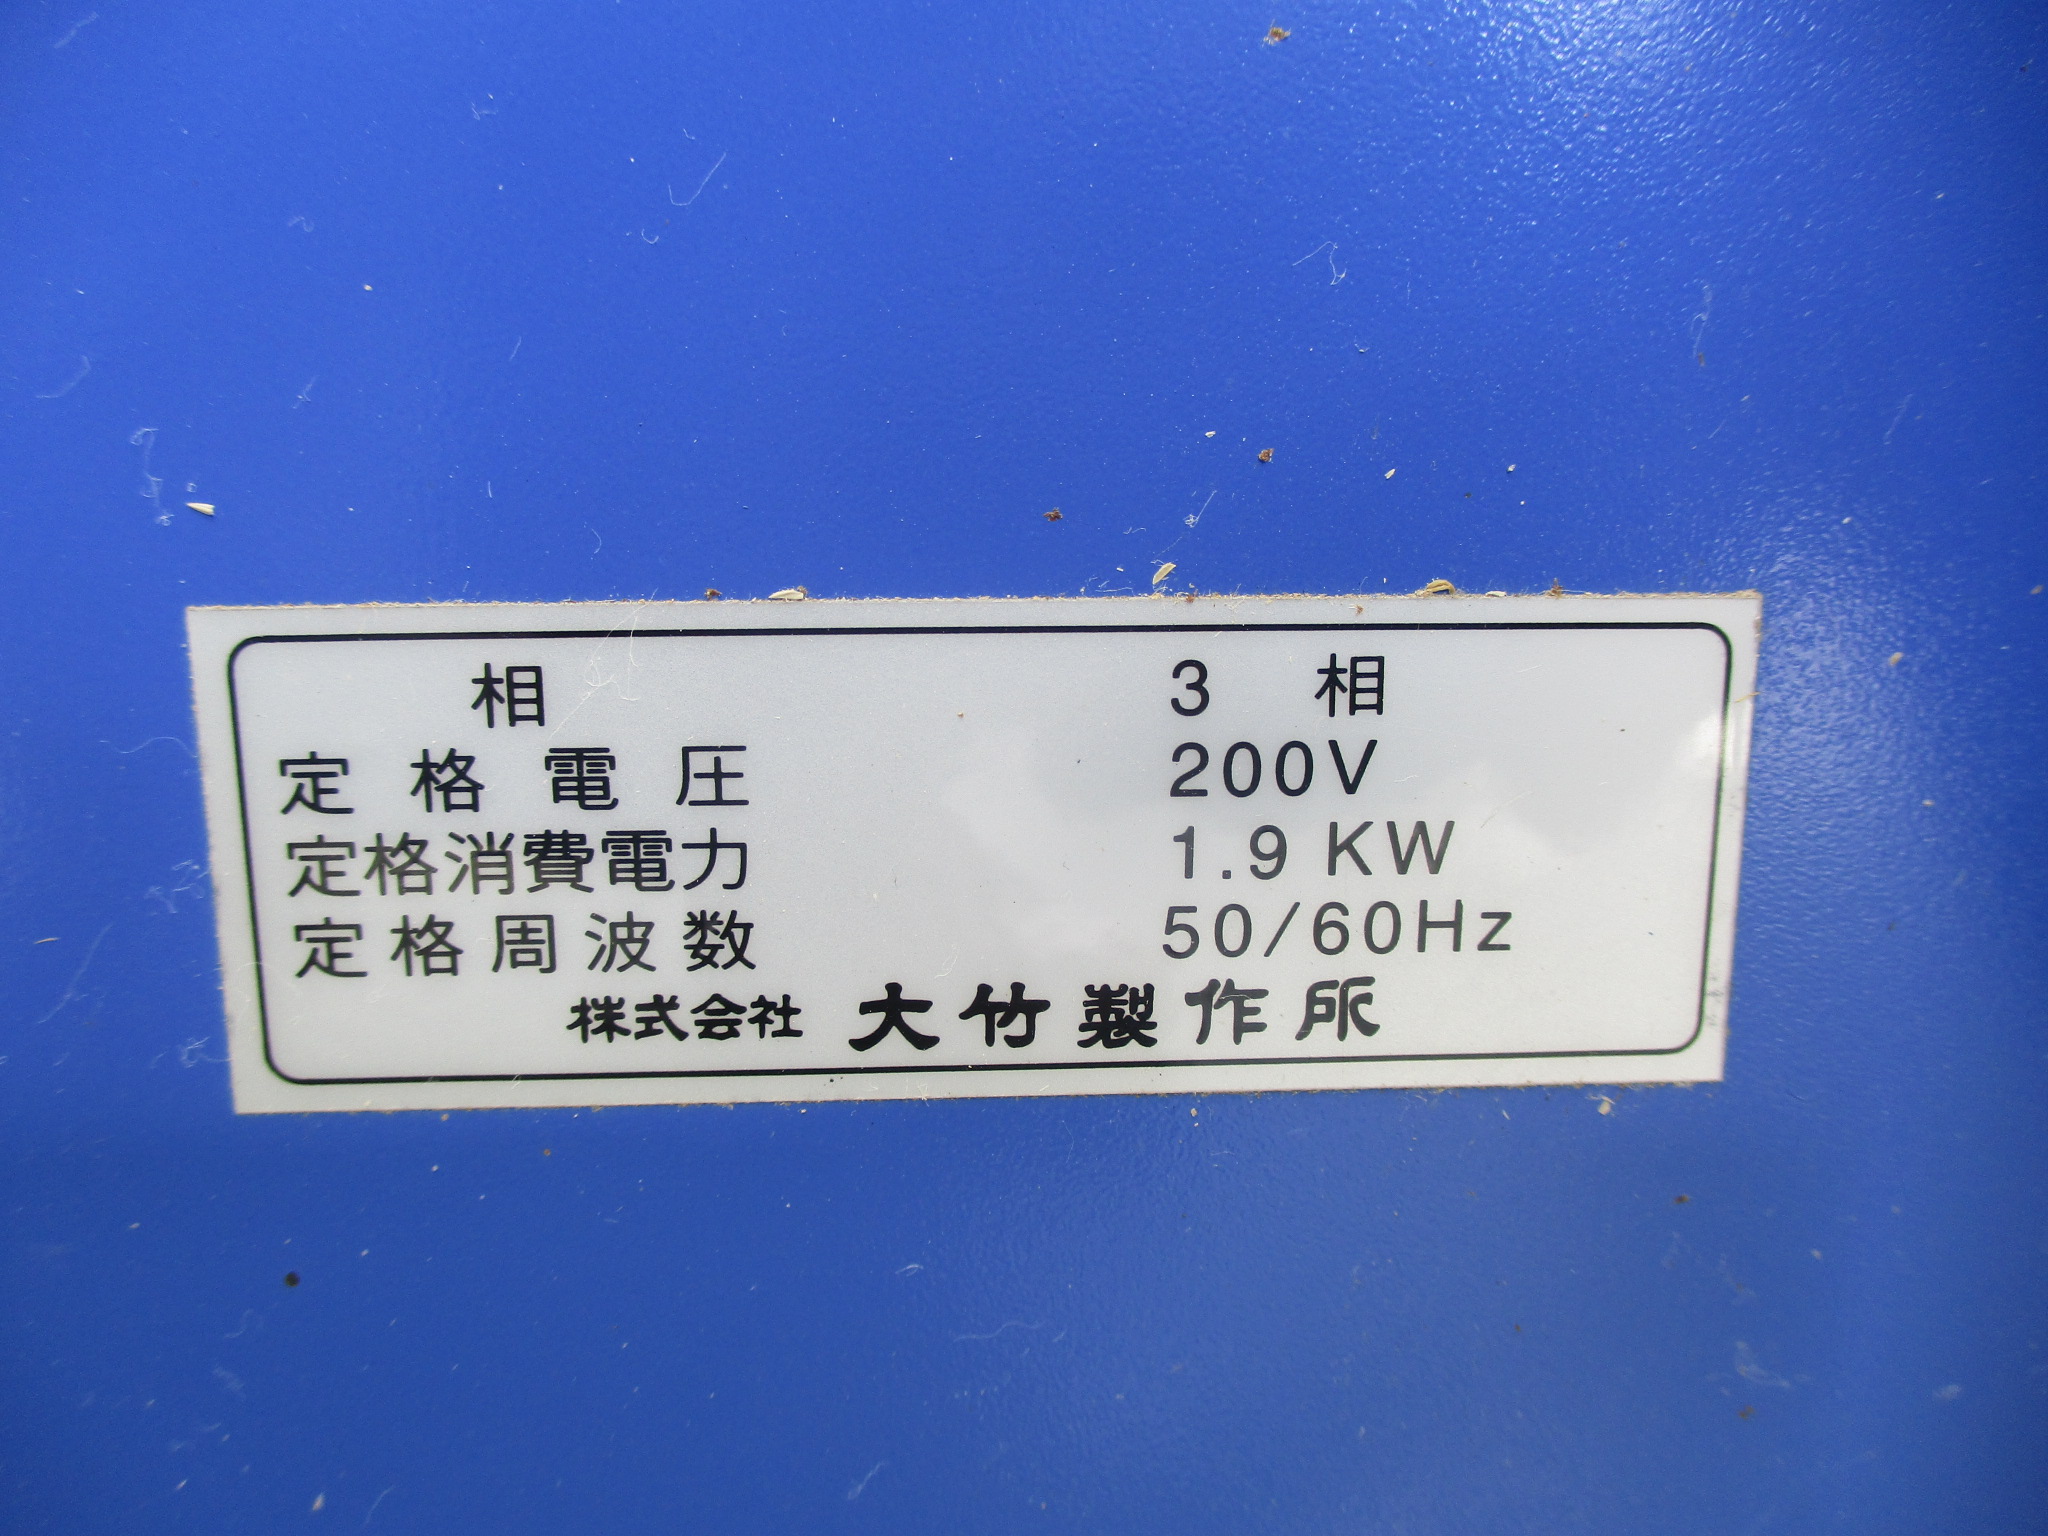 相 3 相
定格電圧 200V
定格消費電力 1.9 KW
定格周波数 50/60Hz
株式会社 大竹製作所